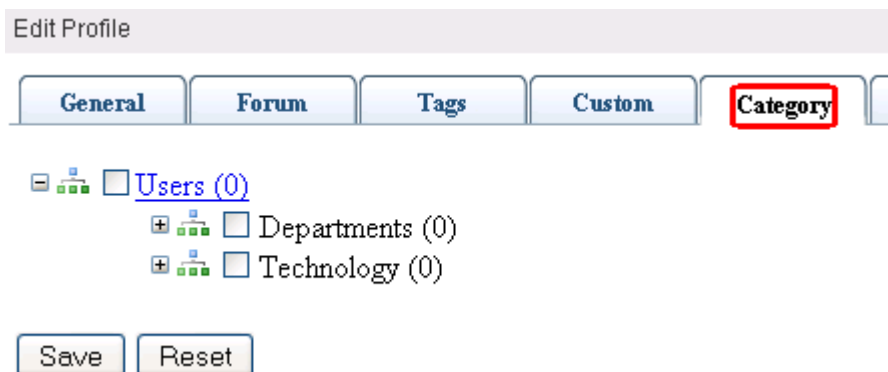 Edit Profile
General Forum Tags Custom Category
Users (0)
Departments (0)
Technology (0)
Save Reset